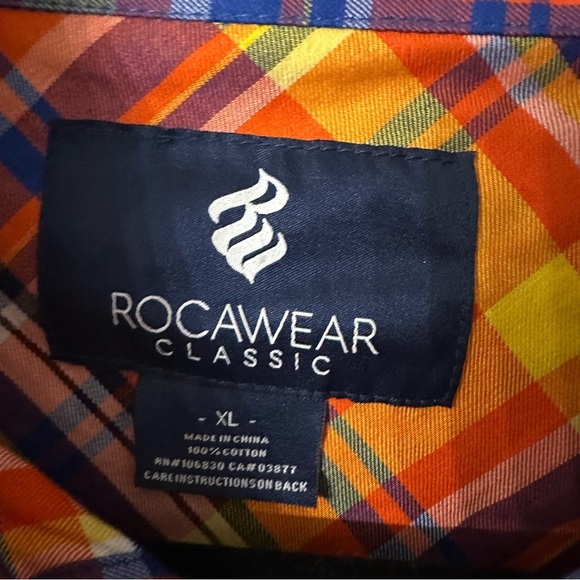 ROCAWEAR
CLASSIC
- XL -
MADE IN CHINA
100% COTTON
RN#106830 CA#03877
CARE INSTRUCTIONS ON BACK